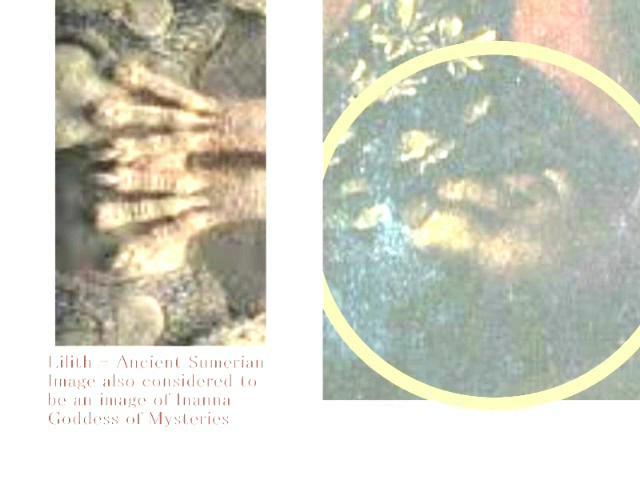 Lilith - Ancient Sumerian
Image also considered to
be an image of Inanna
Goddess of Mysteries